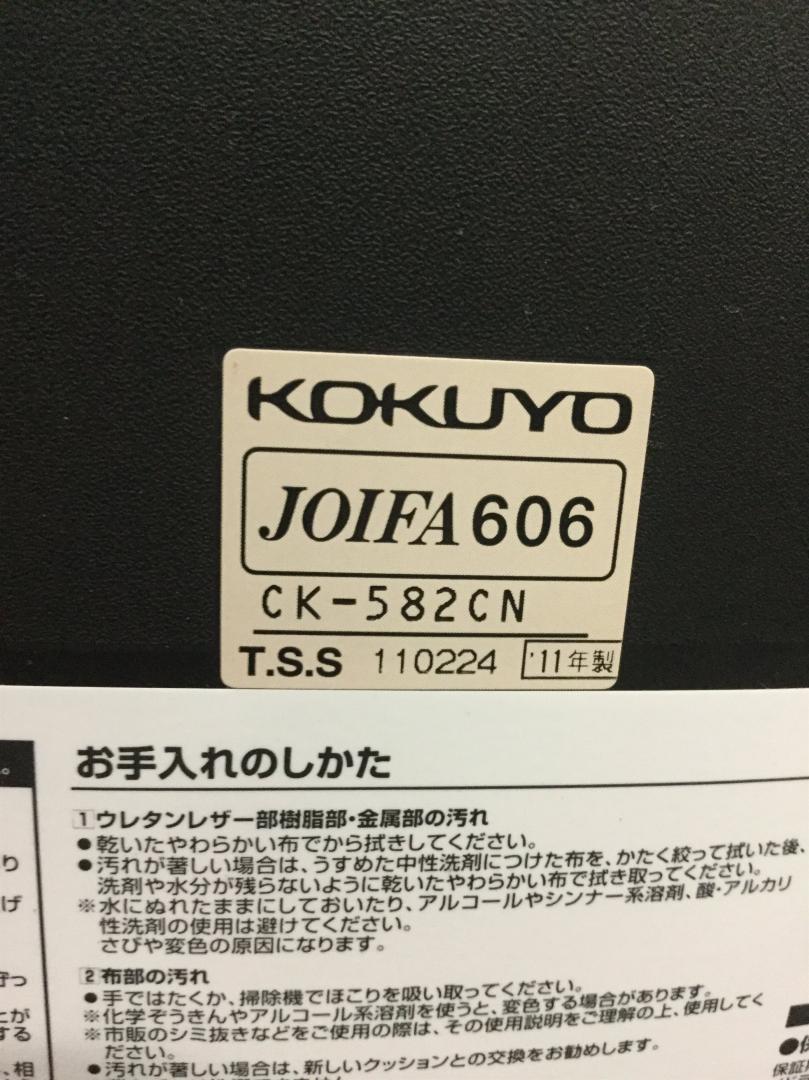 KOKUYO
JOIFA 606
CK-582CN
T.S.S 110224 '11年製
お手入れのしかた
1 ウレタンレザー部樹脂部・金属部の汚れ
●乾いたやわらかい布でから拭きしてください。
●汚れが著しい場合は、うすめた中性洗剤につけた布を、かたく絞って拭いた後、
洗剤や水分が残らないように乾いたやわらかい布で拭き取ってください。
※水にぬれたままにしておいたり、アルコールやシンナー系溶剤、酸・アルカリ
性洗剤の使用は避けてください。
さびや変色の原因になります。
2 布部の汚れ
●手ではたくか、掃除機でほこりを吸い取ってください。
※化学ぞうきんやアルコール系溶剤を使うと、変色する場合があります。
※市販のシミ抜きなどをご使用の際は、その使用説明をご理解の上、使用してく
ださい。
●汚れが著しい場合は、新しいクッションとの交換をお勧めします。
。
り
げ
守っ
上が
する
、相